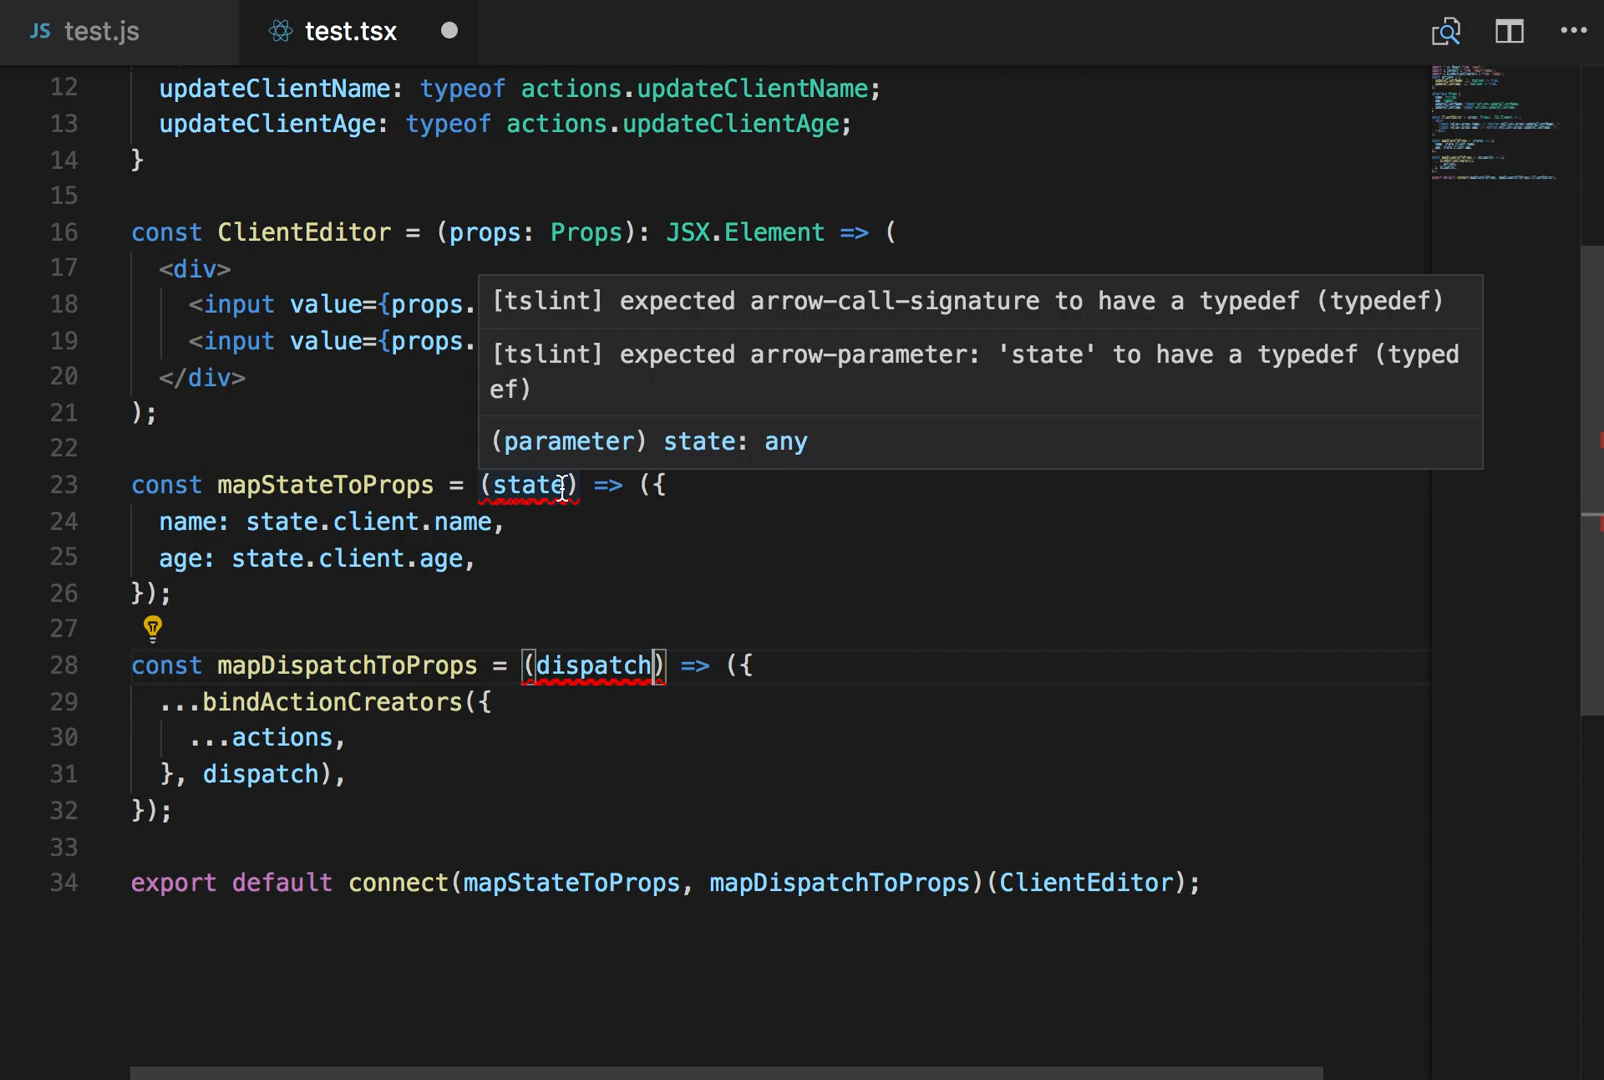 JS test.js
test.tsx
12 updateClientName: typeof actions.updateClientName;
13 updateClientAge: typeof actions.updateClientAge;
14 }
15
16 const ClientEditor = (props: Props): JSX.Element => (
17 <div>
18 <input value={props.
19 <input value={props.
20 </div>
21 );
22
[tslint] expected arrow-call-signature to have a typedef (typedef)
[tslint] expected arrow-parameter: 'state' to have a typedef (typed
ef)
(parameter) state: any
23 const mapStateToProps = (state) => ({
24 name: state.client.name,
25 age: state.client.age,
26 });
27
28 const mapDispatchToProps = (dispatch) => ({
29 ...bindActionCreators({
30 ...actions,
31 }, dispatch),
32 });
33
34 export default connect(mapStateToProps, mapDispatchToProps)(ClientEditor);